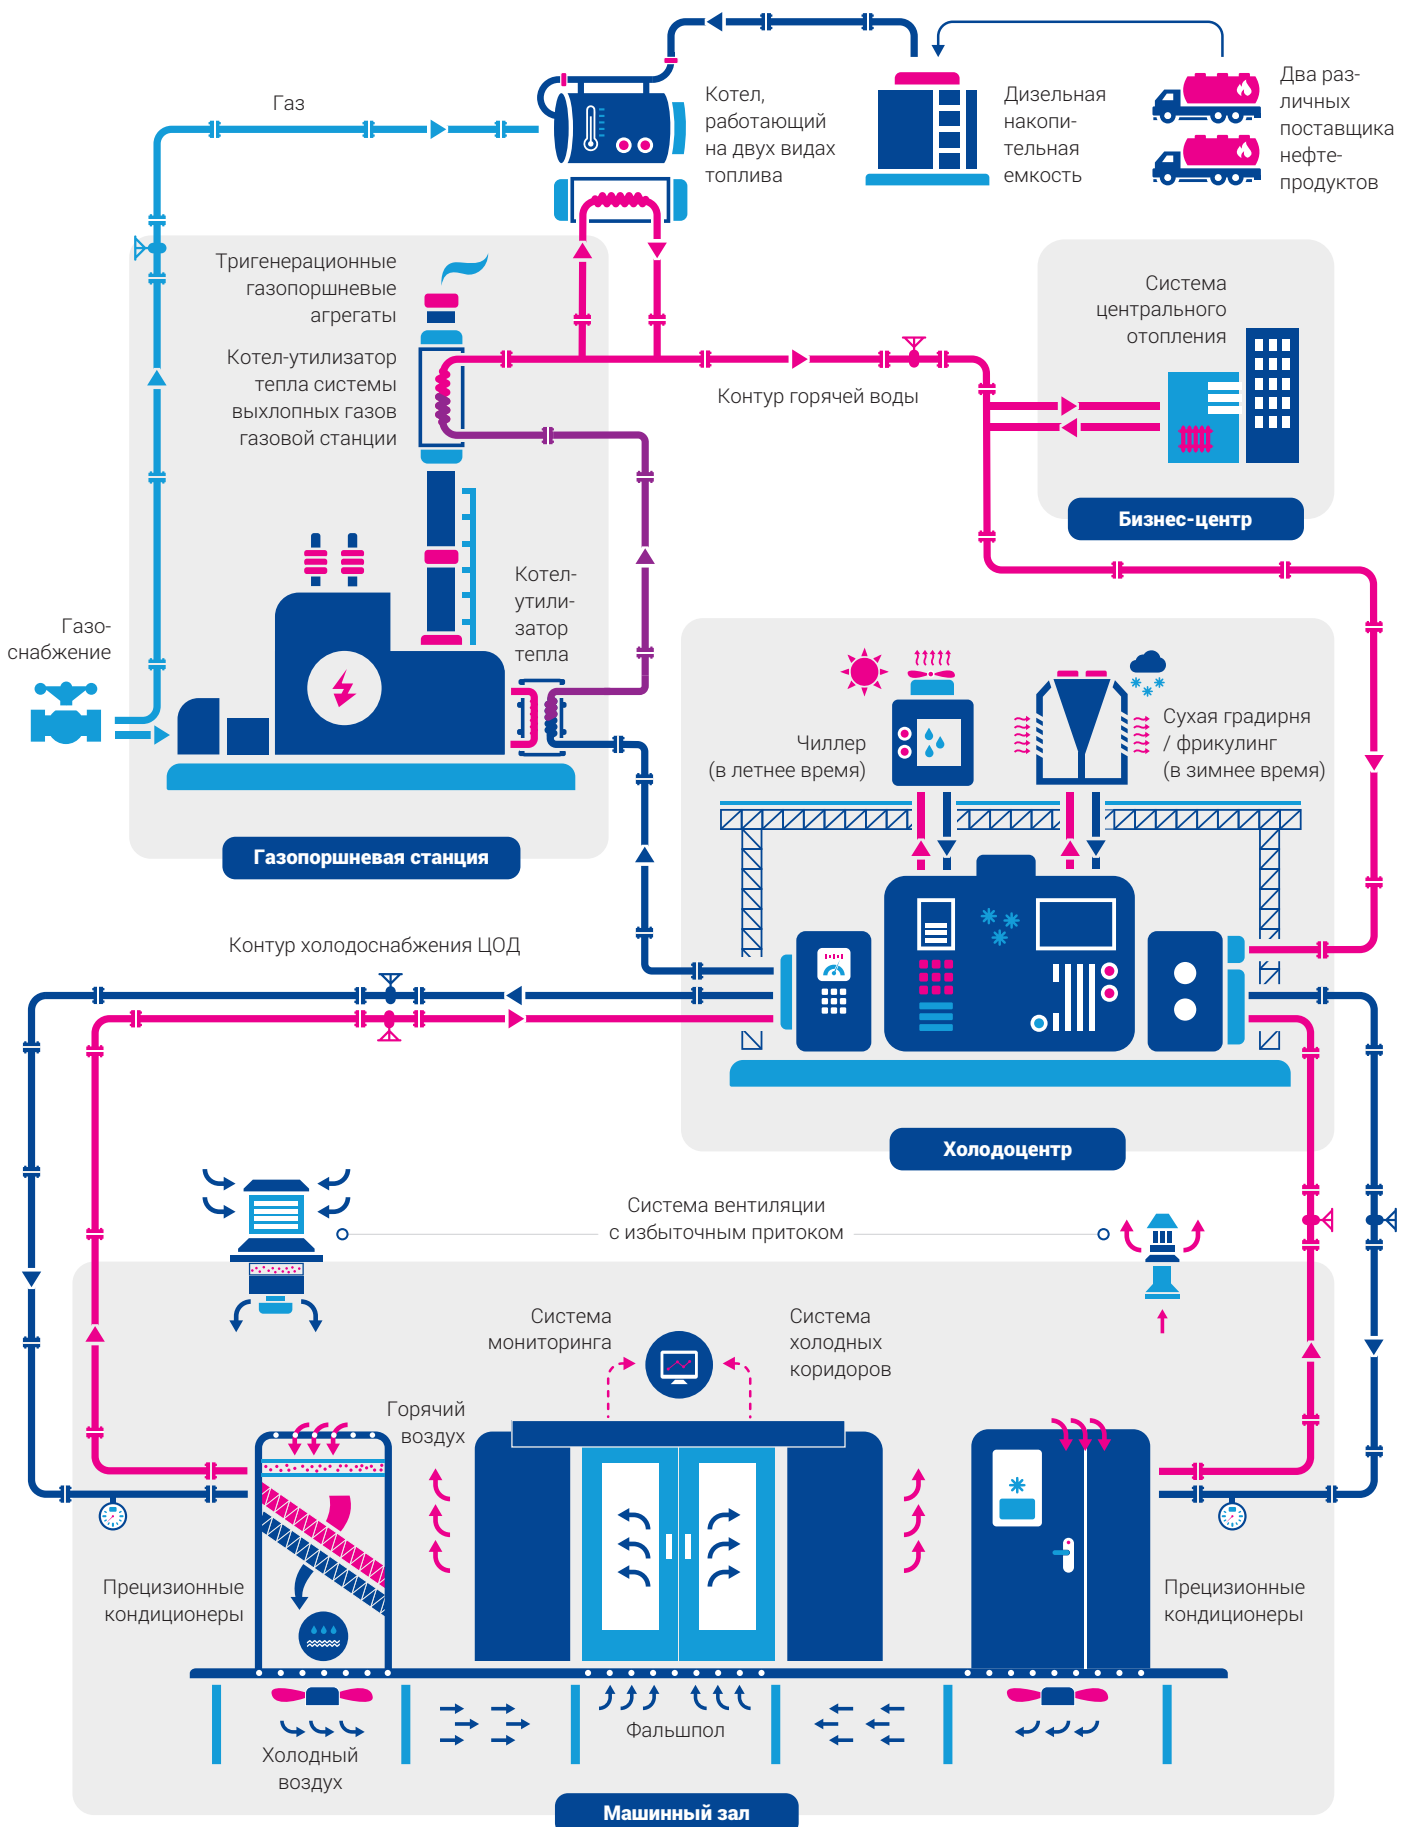 Газ
Котел,
работающий
на двух видах
топлива
Дизельная
накопи-
тельная
емкость
Два раз-
личных
поставщика
нефте-
продуктов
Тригенерационные
газопоршневые
агрегаты
Котел-утилизатор
тепла системы
выхлопных газов
газовой станции
Система
центрального
отопления
Контур горячей воды
Бизнес-центр
Котел-
утили-
затор
тепла
Газо-
снабжение
Чиллер
(в летнее время)
Сухая градирня
/ фрикулинг
(в зимнее время)
Газопоршневая станция
Контур холодоснабжения ЦОД
Холодоцентр
Система вентиляции
с избыточным притоком
Система
мониторинга
Система
холодных
коридоров
Горячий
воздух
Прецизионные
кондиционеры
Прецизионные
кондиционеры
Фальшпол
Холодный
воздух
Машинный зал